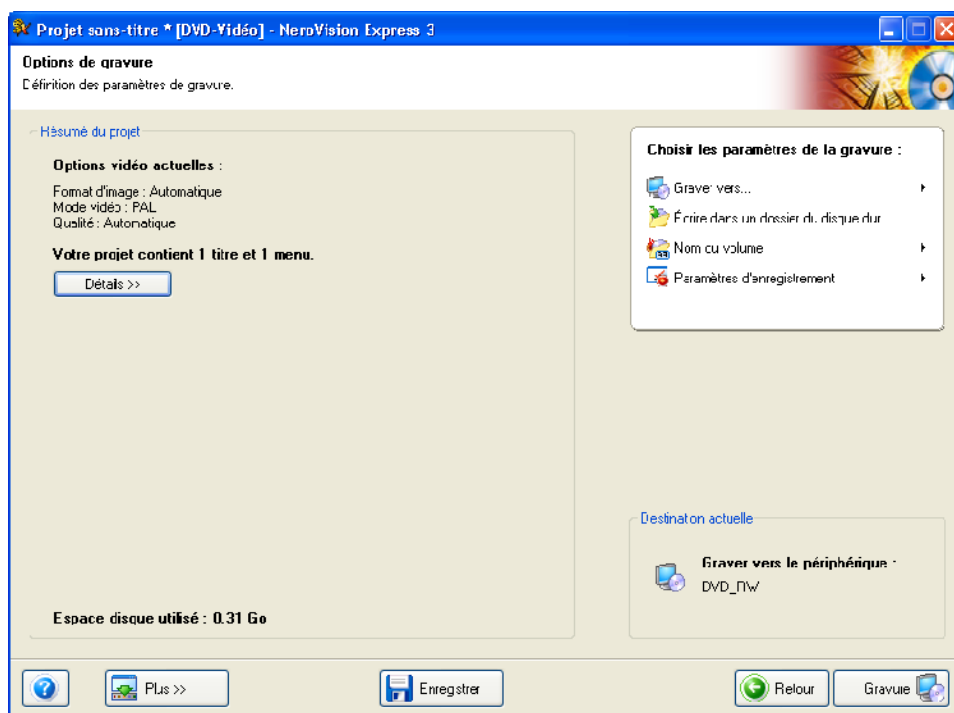 Projet sans-titre * [DVD-Vidéo] - NeroVision Express 3
Options de gravure
Définition des paramètres de gravure.
Résumé du projet
Options vidéo actuelles :
Format d'image : Automatique
Mode vidéo : PAL
Qualité : Automatique
Votre projet contient 1 titre et 1 menu.
Détails >>
Espace disque utilisé : 0.31 Go
Choisir les paramètres de la gravure :
Graver vers...
Écrire dans un dossier du disque dur
Nom du volume
Paramètres d'enregistrement
Destination actuelle
Graver vers le périphérique :
DVD_RW
Plus >>
Enregistrer
Retour
Gravure